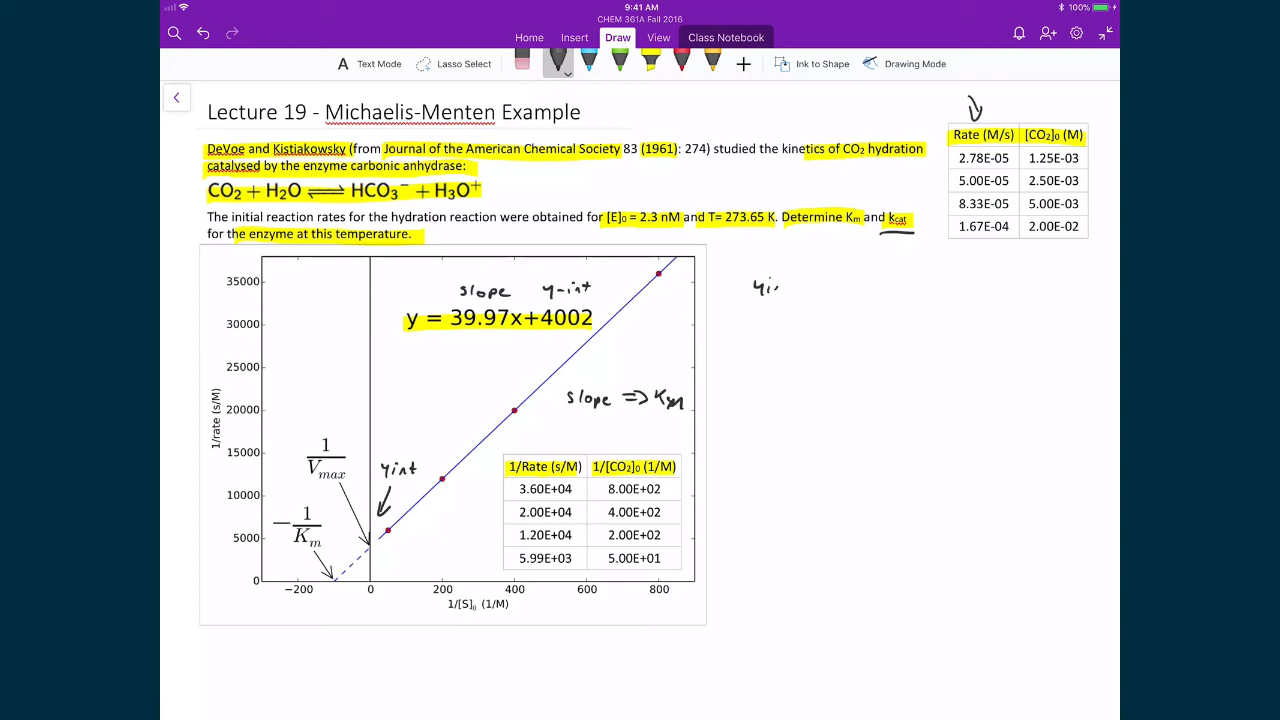 9:41 AM
100%
CHEM 361A Fall 2016
Home Insert Draw View Class Notebook
A Text Mode Lasso Select Ink to Shape Drawing Mode
Lecture 19 - Michaelis-Menten Example
DeVoe and Kistiakowsky (from Journal of the American Chemical Society 83 (1961): 274) studied the kinetics of CO₂ hydration
catalysed by the enzyme carbonic anhydrase:
CO₂ + H₂O ⇌ HCO₃⁻ + H₃O⁺
The initial reaction rates for the hydration reaction were obtained for [E]₀ = 2.3 nM and T= 273.65 K. Determine Kₘ and kcat
for the enzyme at this temperature.
Rate (M/s) [CO₂]₀ (M)
2.78E-05 1.25E-03
5.00E-05 2.50E-03
8.33E-05 5.00E-03
1.67E-04 2.00E-02
slope y-int
y = 39.97x+4002
yi
slope => Km
35000
30000
25000
20000
15000
10000
5000
0
1/rate (s/M)
1/Vmax
yint
−1/Km
1/Rate (s/M) 1/[CO₂]₀ (1/M)
3.60E+04 8.00E+02
2.00E+04 4.00E+02
1.20E+04 2.00E+02
5.99E+03 5.00E+01
−200 0 200 400 600 800
1/[S]₀ (1/M)